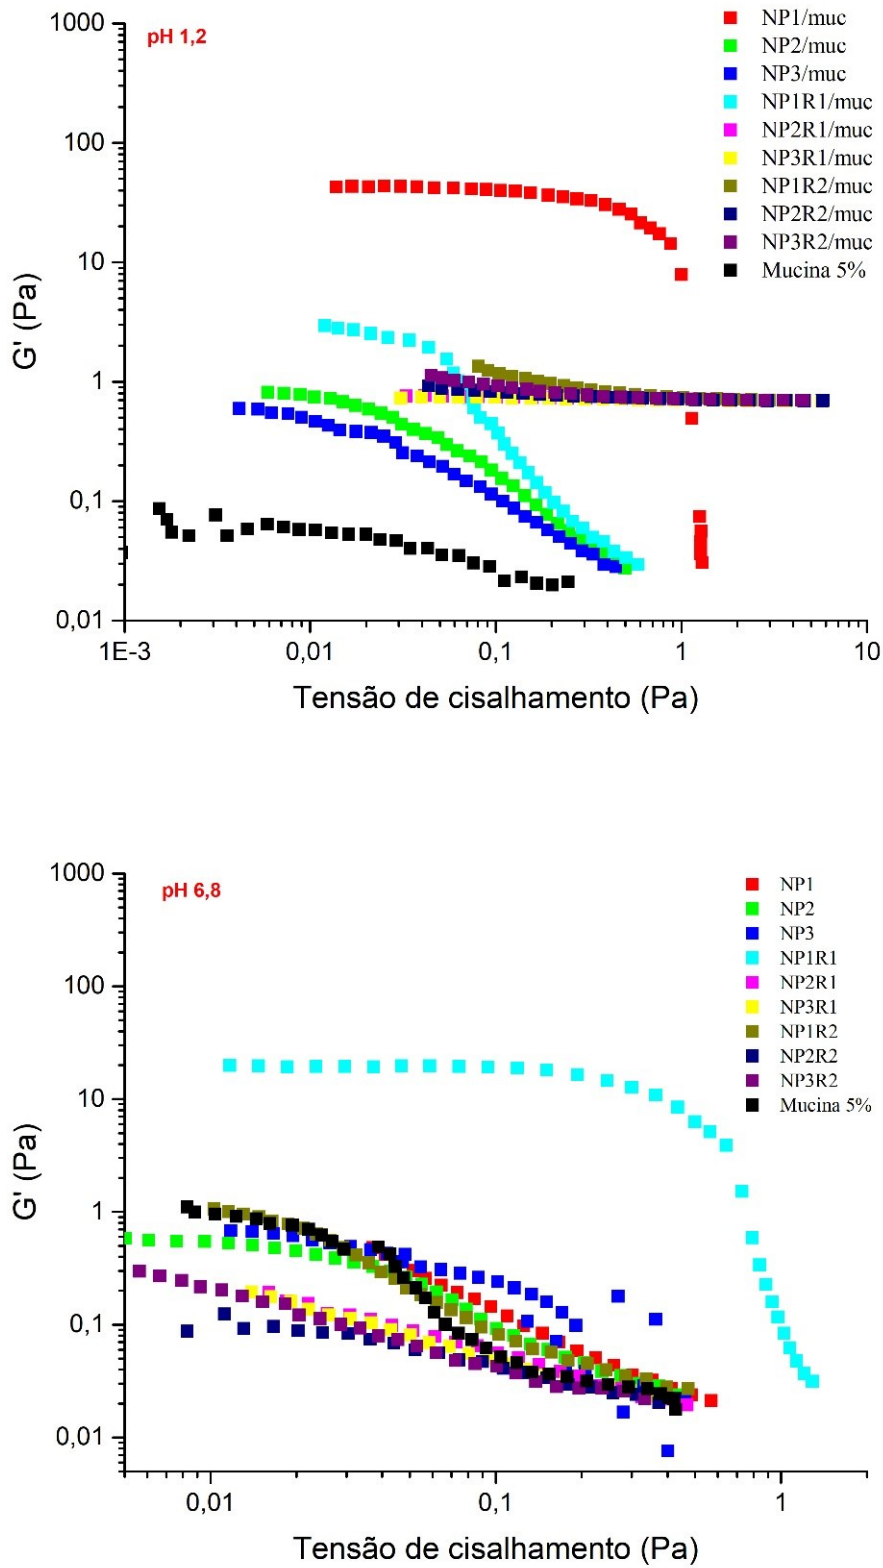 1000
pH 1,2
100
10
1
0,1
0,01
G' (Pa)
NP1/muc
NP2/muc
NP3/muc
NP1R1/muc
NP2R1/muc
NP3R1/muc
NP1R2/muc
NP2R2/muc
NP3R2/muc
Mucina 5%
1E-3 0,01 0,1 1 10
Tensão de cisalhamento (Pa)
1000
pH 6,8
100
10
1
0,1
0,01
G' (Pa)
NP1
NP2
NP3
NP1R1
NP2R1
NP3R1
NP1R2
NP2R2
NP3R2
Mucina 5%
0,01 0,1 1
Tensão de cisalhamento (Pa)